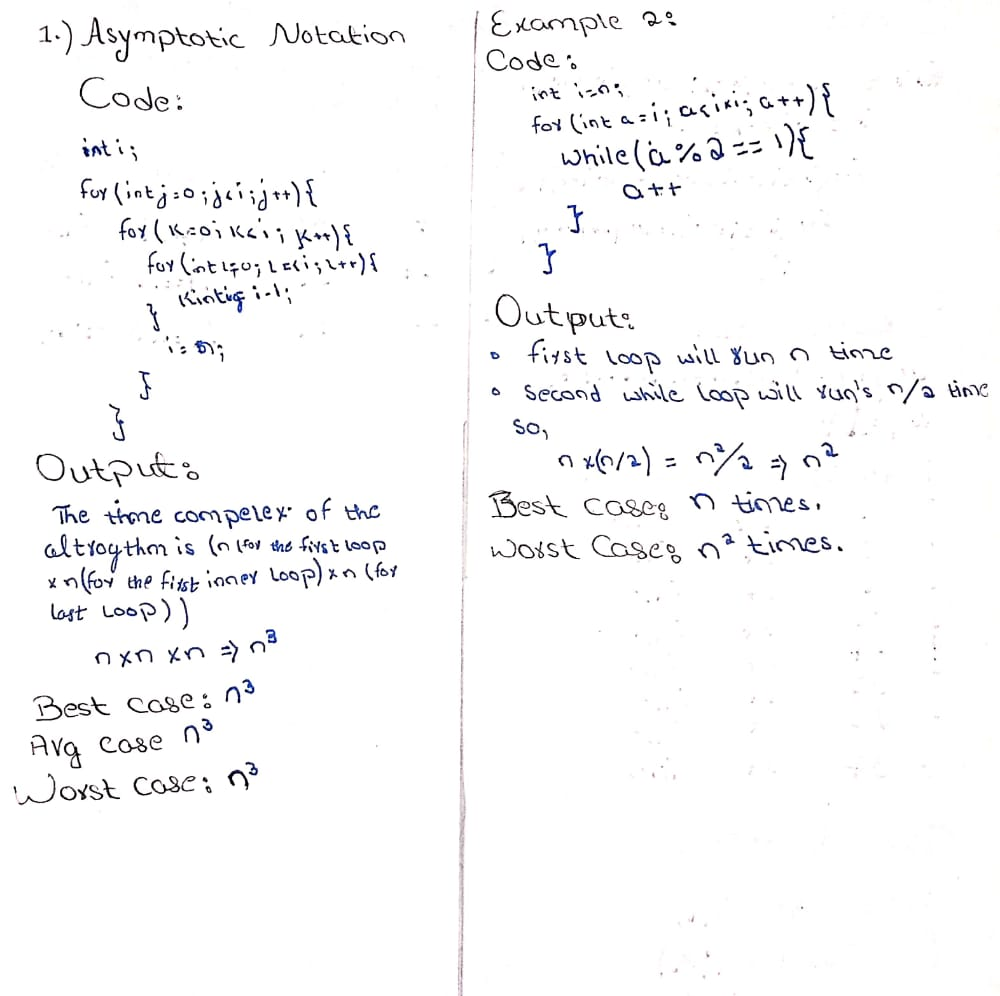 1.) Asymptotic Notation
Code:
int i;
for (int j=0; j<i; j++){
for (K=0; K<i; K++){
for (int L=0; L=<i; L++){
i-1;
}
i= n;
}
}
Output:
The time compelex of the
altroythm is (n (for the first loop
x n(for the first inner Loop) x n (for
last Loop))
n x n x n => n³
Best Case: n³
Avg case n³
Worst Case: n³
Example 2:
Code:
int i=n;
for (int a=i; a<i*i; a++){
while(a%2==1){
a++
}
}
Output:
• first loop will run n time
• Second while loop will run's n/2 time
So,
n x(n/2) = n²/2 => n²
Best Case: n times.
Worst Case: n² times.